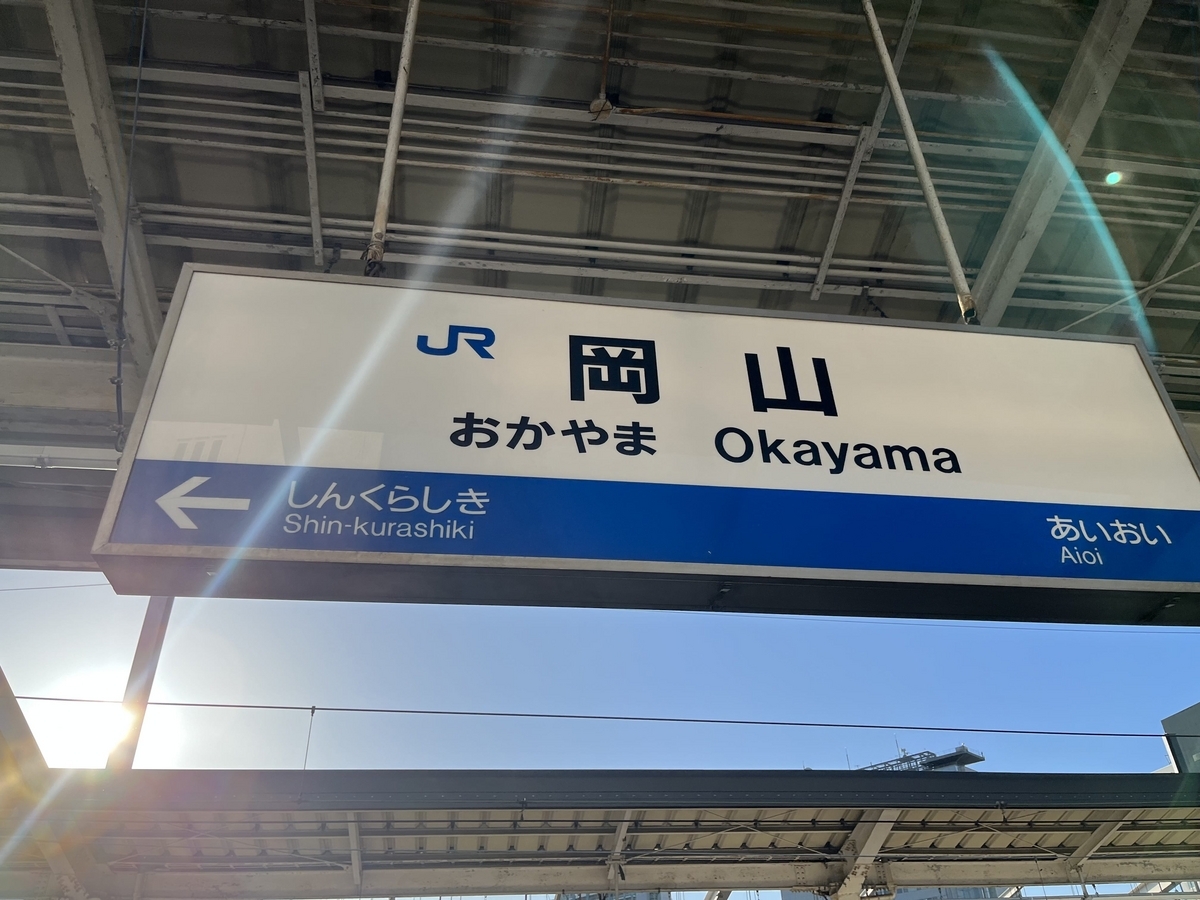 JR 岡山
おかやま Okayama
← しんくらしき
Shin-kurashiki
あいおい
Aioi